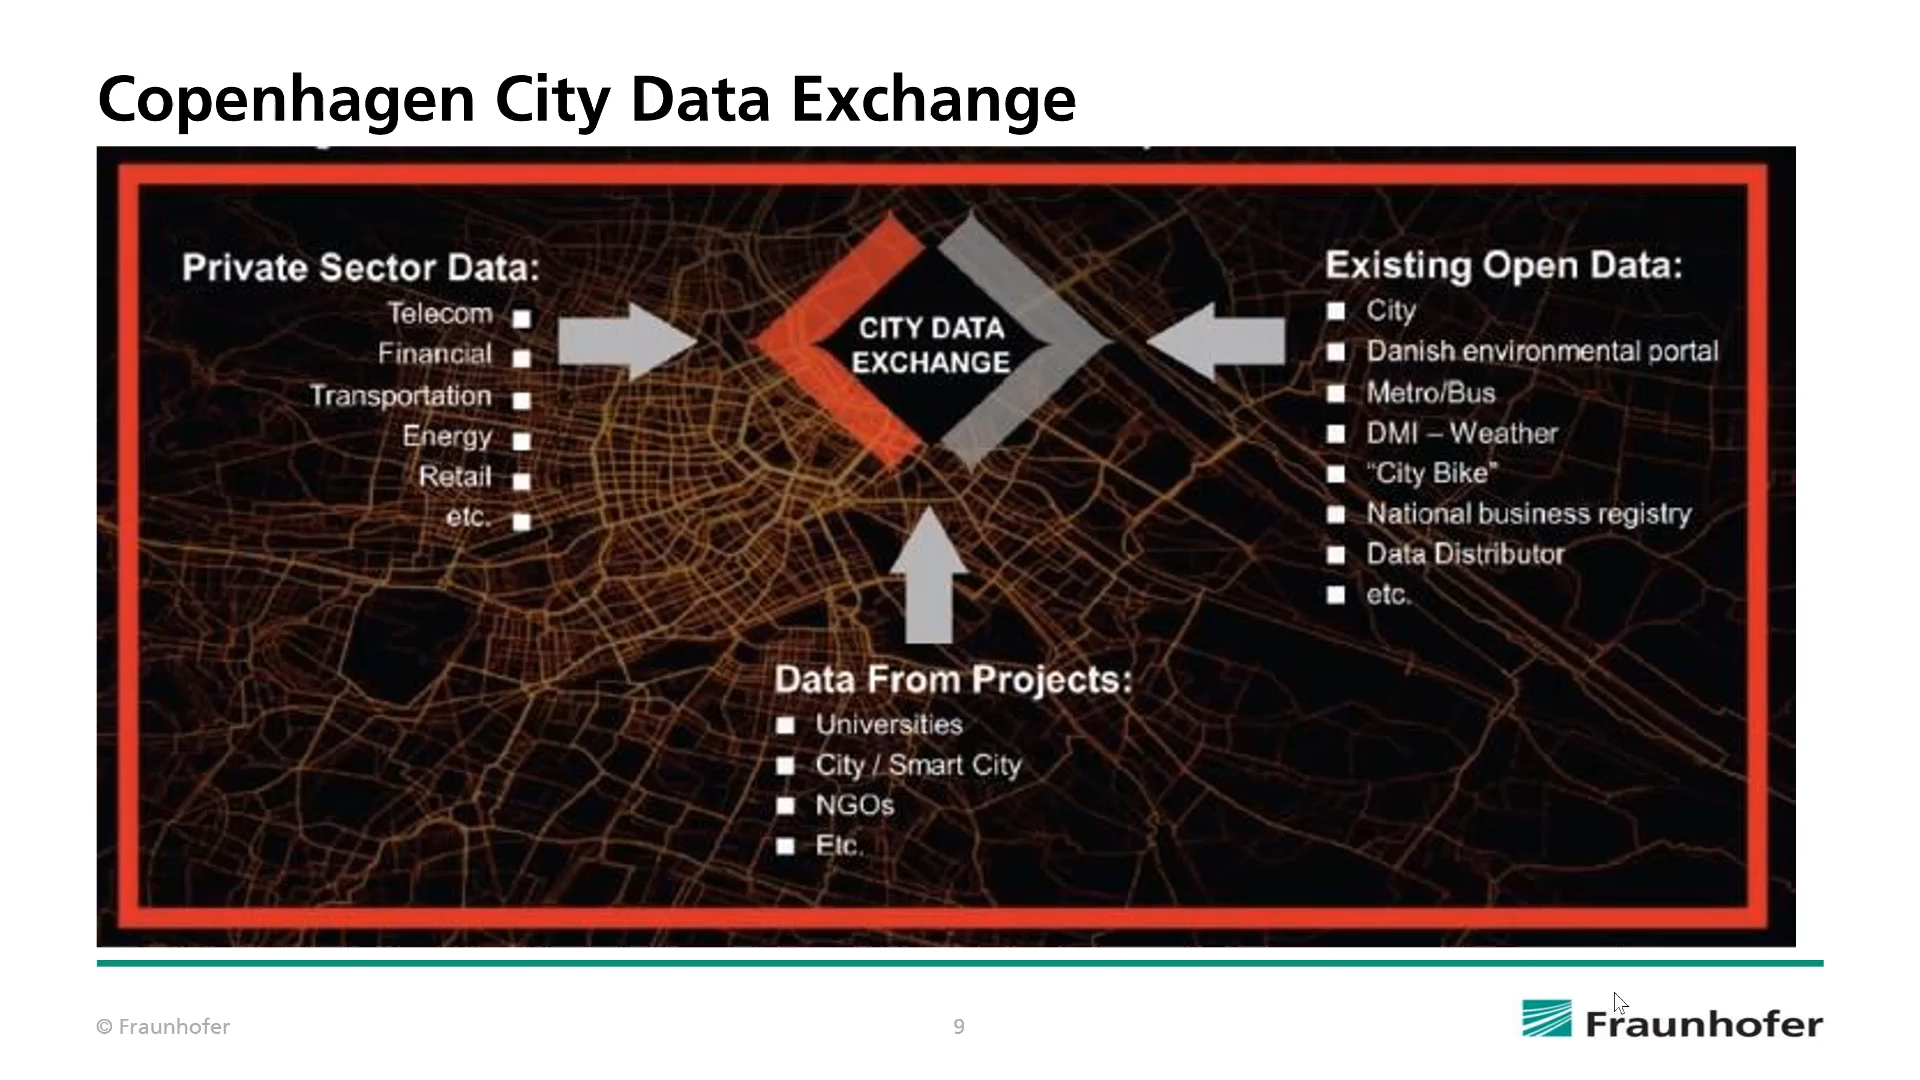 Copenhagen City Data Exchange
Private Sector Data:
Telecom
Financial
Transportation
Energy
Retail
etc.
CITY DATA
EXCHANGE
Existing Open Data:
City
Danish environmental portal
Metro/Bus
DMI – Weather
“City Bike”
National business registry
Data Distributor
etc.
Data From Projects:
Universities
City / Smart City
NGOs
Etc.
© Fraunhofer
9
Fraunhofer